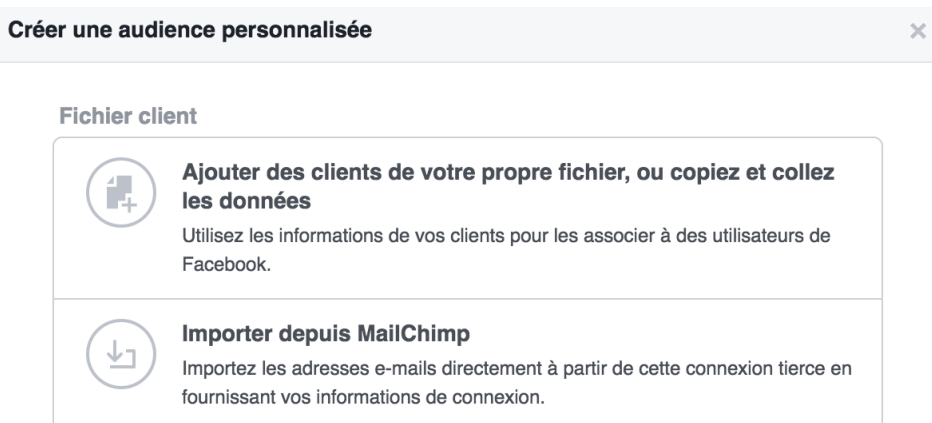 Créer une audience personnalisée
Fichier client
Ajouter des clients de votre propre fichier, ou copiez et collez
les données
Utilisez les informations de vos clients pour les associer à des utilisateurs de
Facebook.
Importer depuis MailChimp
Importez les adresses e-mails directement à partir de cette connexion tierce en
fournissant vos informations de connexion.